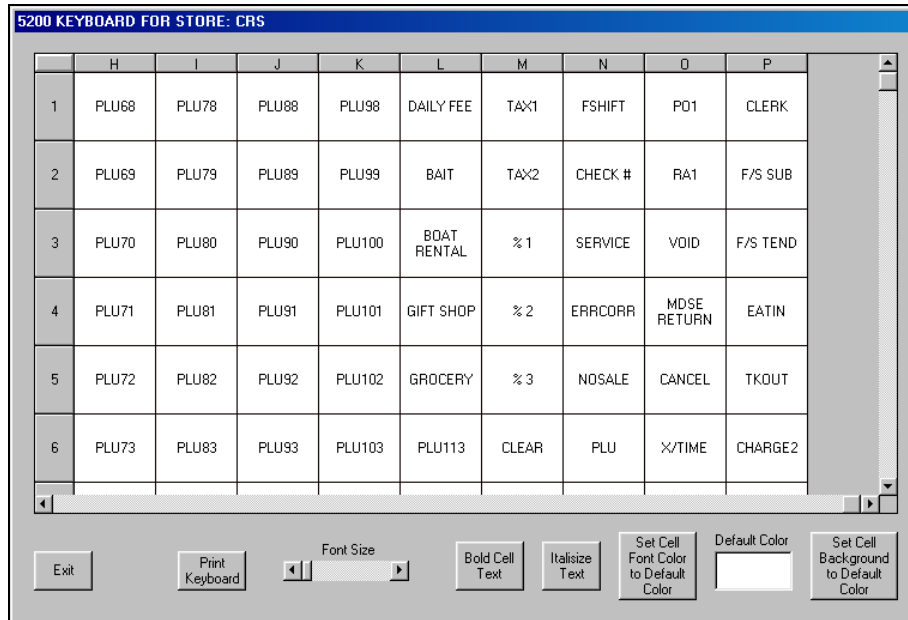 5200 KEYBOARD FOR STORE: CRS
H I J K L M N O P
1 PLU68 PLU78 PLU88 PLU98 DAILY FEE TAX1 FSHIFT PO1 CLERK
2 PLU69 PLU79 PLU89 PLU99 BAIT TAX2 CHECK # RA1 F/S SUB
3 PLU70 PLU80 PLU90 PLU100 BOAT RENTAL %1 SERVICE VOID F/S TEND
4 PLU71 PLU81 PLU91 PLU101 GIFT SHOP %2 ERRCORR MDSE RETURN EATIN
5 PLU72 PLU82 PLU92 PLU102 GROCERY %3 NOSALE CANCEL TKOUT
6 PLU73 PLU83 PLU93 PLU103 PLU113 CLEAR PLU X/TIME CHARGE2
Exit
Print
Keyboard
Font Size
Bold Cell
Text
Italisize
Text
Set Cell
Font Color
to Default
Color
Default Color
Set Cell
Background
to Default
Color